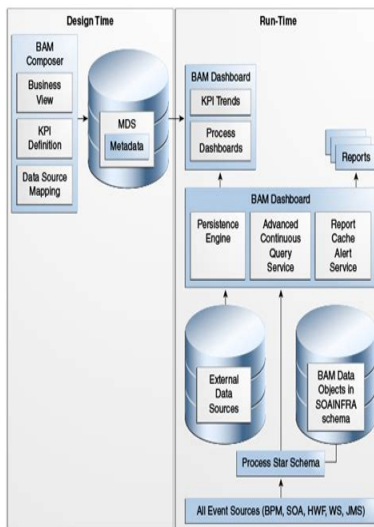 Design Time
BAM
Composer
Business
View
KPI
Definition
Data Source
Mapping
MDS
Metadata
Run-Time
BAM Dashboard
KPI Trends
Process
Dashboards
Reports
BAM Dashboard
Persistence
Engine
Advanced
Continuous
Query
Service
Report
Cache
Alert
Service
External
Data
Sources
BAM Data
Objects in
SOAINFRA
schema
Process Star Schema
All Event Sources (BPM, SOA, HWF, WS, JMS)